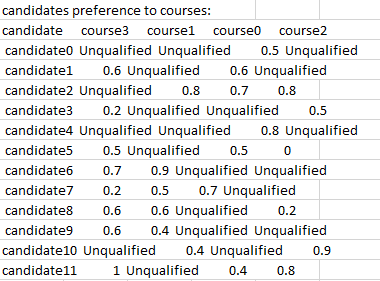 candidates preference to courses:
candidate course3 course1 course0 course2
candidate0 Unqualified Unqualified 0.5 Unqualified
candidate1 0.6 Unqualified 0.6 Unqualified
candidate2 Unqualified 0.8 0.7 0.8
candidate3 0.2 Unqualified Unqualified 0.5
candidate4 Unqualified Unqualified 0.8 Unqualified
candidate5 0.5 Unqualified 0.5 0
candidate6 0.7 0.9 Unqualified Unqualified
candidate7 0.2 0.5 0.7 Unqualified
candidate8 0.6 0.6 Unqualified 0.2
candidate9 0.6 0.4 Unqualified Unqualified
candidate10 Unqualified 0.4 Unqualified 0.9
candidate11 1 Unqualified 0.4 0.8